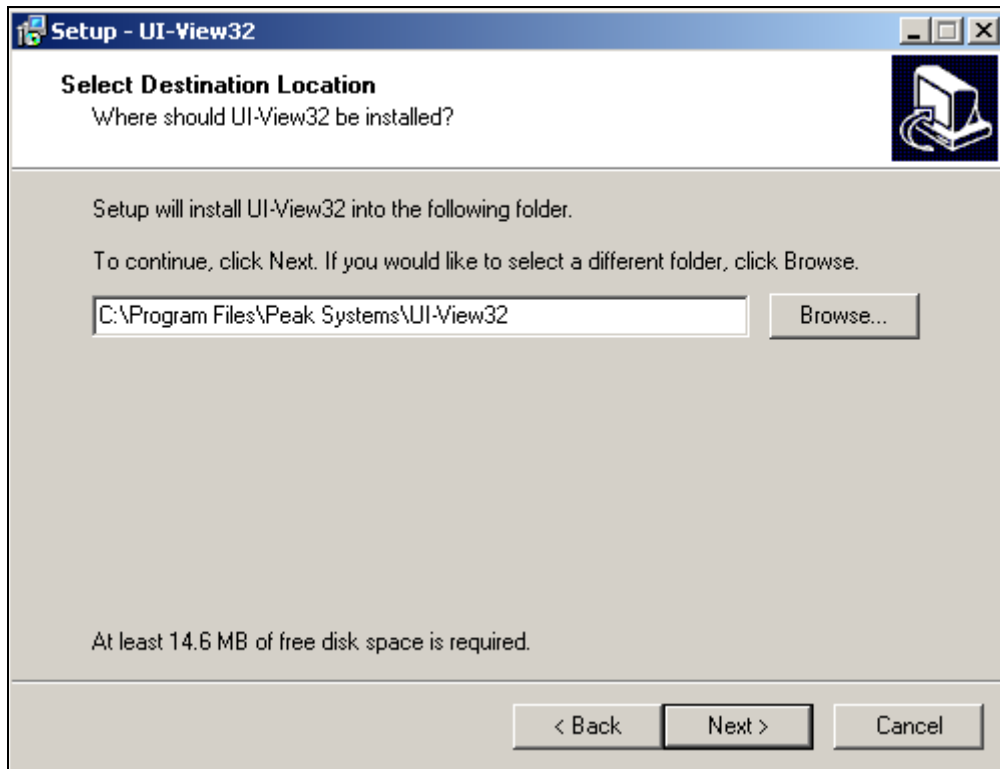 Setup - UI-View32
Select Destination Location
Where should UI-View32 be installed?
Setup will install UI-View32 into the following folder.
To continue, click Next. If you would like to select a different folder, click Browse.
C:\Program Files\Peak Systems\UI-View32
Browse...
At least 14.6 MB of free disk space is required.
< Back
Next >
Cancel